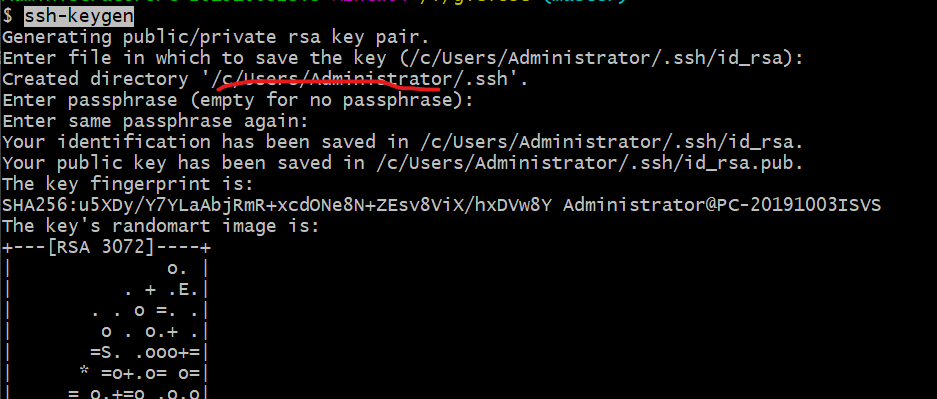 $ ssh-keygen
Generating public/private rsa key pair.
Enter file in which to save the key (/c/Users/Administrator/.ssh/id_rsa):
Created directory '/c/Users/Administrator/.ssh'.
Enter passphrase (empty for no passphrase):
Enter same passphrase again:
Your identification has been saved in /c/Users/Administrator/.ssh/id_rsa.
Your public key has been saved in /c/Users/Administrator/.ssh/id_rsa.pub.
The key fingerprint is:
SHA256:u5XDy/Y7YLaAbjRmR+xcdONe8N+ZEsv8ViX/hxDVw8Y Administrator@PC-20191003ISVS
The key's randomart image is:
+---[RSA 3072]----+
|              o. |
|          . + .E.|
|       . . o =. .|
|        o . o.+ .|
|       =S. .ooo+=|
|      * =o+.o= o=|
|     = o.+=o .o.o|